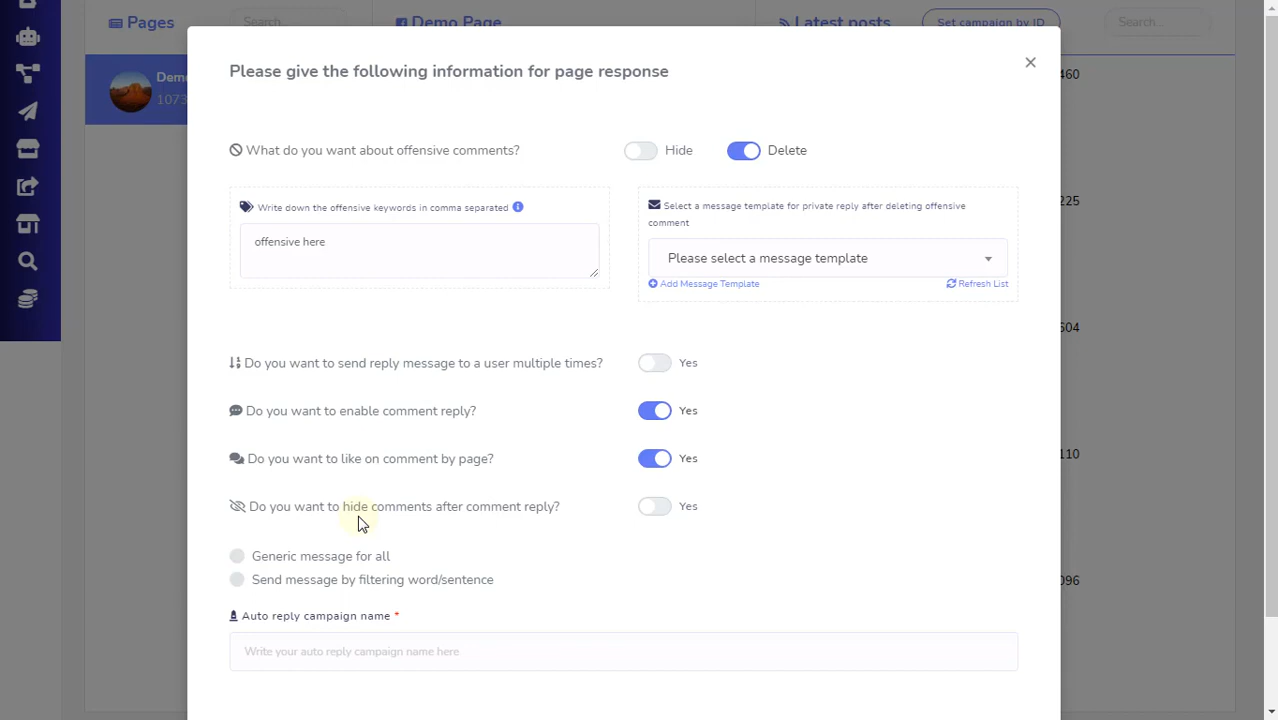 Pages
Search...
Demo Page
Latest posts
Set campaign by ID
Search...
Please give the following information for page response
Demo
1073
460
What do you want about offensive comments?
Hide
Delete
Write down the offensive keywords in comma separated
offensive here
Select a message template for private reply after deleting offensive
comment
Please select a message template
Add Message Template
Refresh List
225
604
Do you want to send reply message to a user multiple times?
Yes
Do you want to enable comment reply?
Yes
Do you want to like on comment by page?
Yes
110
Do you want to hide comments after comment reply?
Yes
Generic message for all
Send message by filtering word/sentence
096
Auto reply campaign name *
Write your auto reply campaign name here